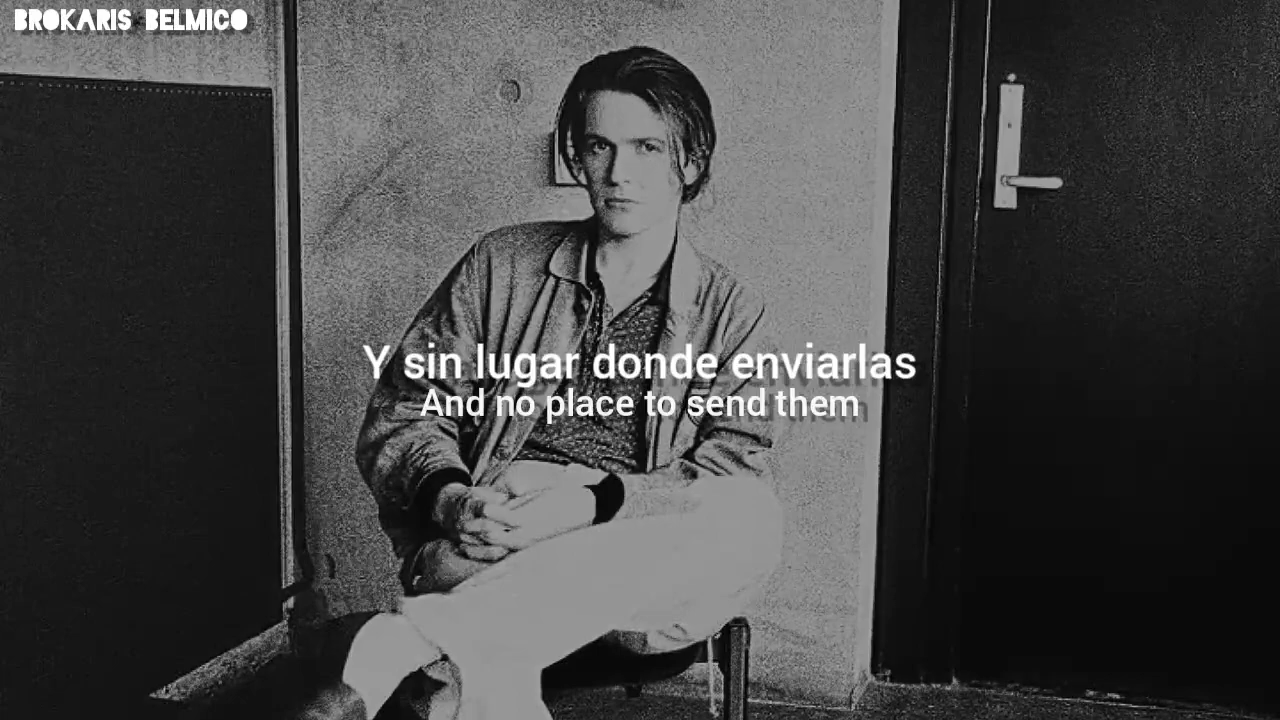 BROKARIS BELMICO
Y sin lugar donde enviarlas
And no place to send them